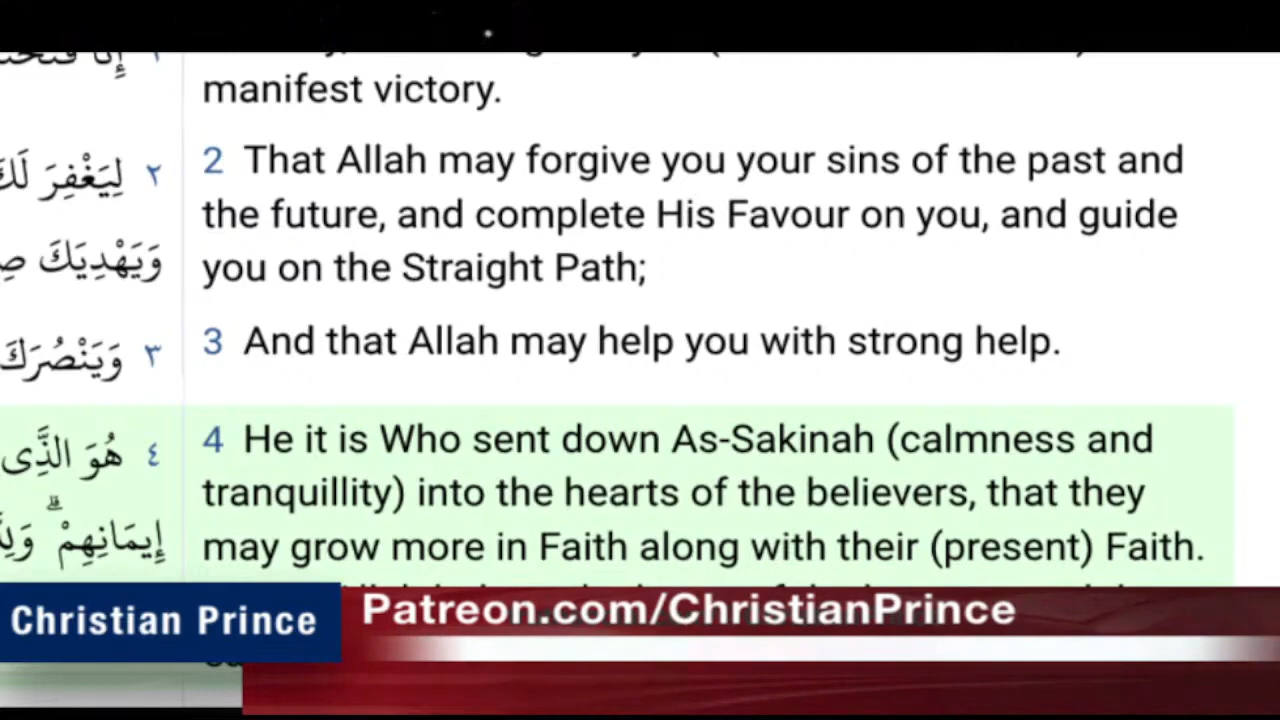 manifest victory.
٢ لِيَغْفِرَ
2 That Allah may forgive you your sins of the past and
the future, and complete His Favour on you, and guide
وَيَهْدِيَكَ
you on the Straight Path;
٣ وَيَنْصُرَكَ
3 And that Allah may help you with strong help.
٤ هُوَ الَّذِى
4 He it is Who sent down As-Sakinah (calmness and
tranquillity) into the hearts of the believers, that they
إِيمَانِهِمْ ۗ
may grow more in Faith along with their (present) Faith.
Christian Prince
Patreon.com/ChristianPrince